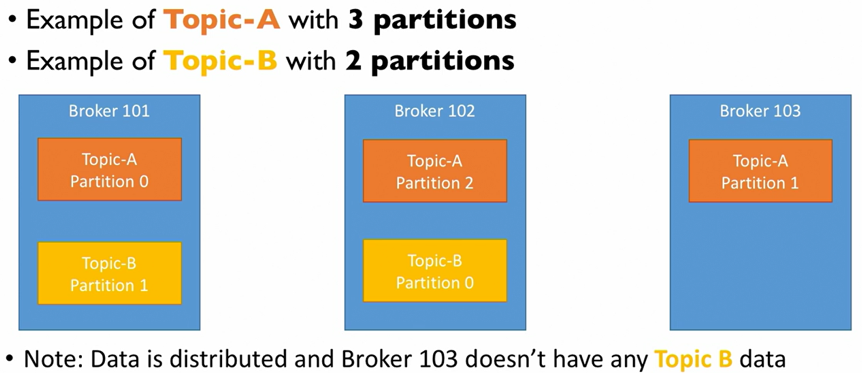 • Example of Topic-A with 3 partitions
• Example of Topic-B with 2 partitions
Broker 101
Topic-A
Partition 0
Topic-B
Partition 1
Broker 102
Topic-A
Partition 2
Topic-B
Partition 0
Broker 103
Topic-A
Partition 1
• Note: Data is distributed and Broker 103 doesn’t have any Topic B data